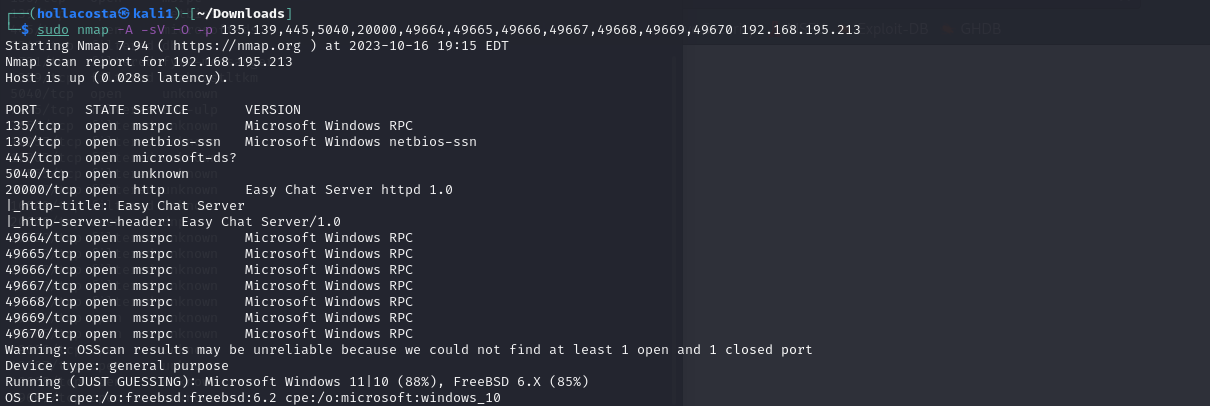 ┌──(hollacosta㉿kali1)-[~/Downloads]
└─$ sudo nmap -A -sV -O -p 135,139,445,5040,20000,49664,49665,49666,49667,49668,49669,49670 192.168.195.213
Starting Nmap 7.94 ( https://nmap.org ) at 2023-10-16 19:15 EDT
Nmap scan report for 192.168.195.213
Host is up (0.028s latency).
PORT      STATE SERVICE       VERSION
135/tcp   open  msrpc         Microsoft Windows RPC
139/tcp   open  netbios-ssn   Microsoft Windows netbios-ssn
445/tcp   open  microsoft-ds?
5040/tcp  open  unknown
20000/tcp open  http          Easy Chat Server httpd 1.0
|_http-title: Easy Chat Server
|_http-server-header: Easy Chat Server/1.0
49664/tcp open  msrpc         Microsoft Windows RPC
49665/tcp open  msrpc         Microsoft Windows RPC
49666/tcp open  msrpc         Microsoft Windows RPC
49667/tcp open  msrpc         Microsoft Windows RPC
49668/tcp open  msrpc         Microsoft Windows RPC
49669/tcp open  msrpc         Microsoft Windows RPC
49670/tcp open  msrpc         Microsoft Windows RPC
Warning: OSScan results may be unreliable because we could not find at least 1 open and 1 closed port
Device type: general purpose
Running (JUST GUESSING): Microsoft Windows 11|10 (88%), FreeBSD 6.X (85%)
OS CPE: cpe:/o:freebsd:freebsd:6.2 cpe:/o:microsoft:windows_10
GHDB